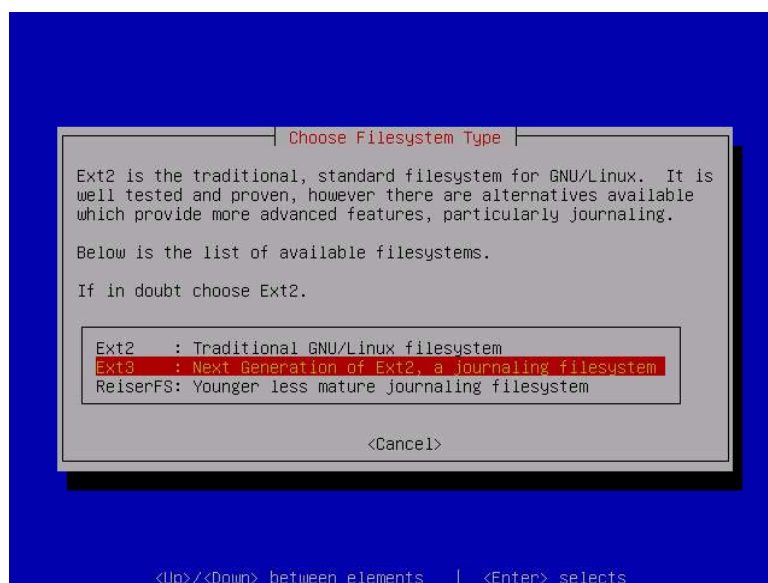 Choose Filesystem Type
Ext2 is the traditional, standard filesystem for GNU/Linux.  It is
well tested and proven, however there are alternatives available
which provide more advanced features, particularly journaling.
Below is the list of available filesystems.
If in doubt choose Ext2.
Ext2    : Traditional GNU/Linux filesystem
Ext3    : Next Generation of Ext2, a journaling filesystem
ReiserFS: Younger less mature journaling filesystem
<Cancel>
<Up>/<Down> between elements   |  <Enter> selects